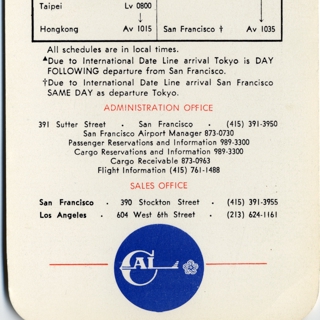 Taipei Lv 0800
Hongkong Av 1015 San Francisco † Av 1035
All schedules are in local times.
▲Due to International Date Line arrival Tokyo is DAY
FOLLOWING departure from San Francisco.
†Due to International Date Line arrival San Francisco
SAME DAY as departure Tokyo.
ADMINISTRATION OFFICE
391 Sutter Street · San Francisco · (415) 391-3950
San Francisco Airport Manager 873-0730
Passenger Reservations and Information 989-3300
Cargo Reservations and Information 989-3300
Cargo Receivable 873-0963
Flight Information (415) 761-1488
SALES OFFICE
San Francisco · 390 Stockton Street · (415) 391-3955
Los Angeles · 604 West 6th Street · (213) 624-1161
CAL